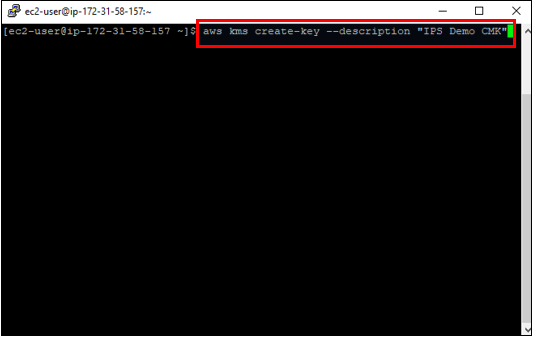 ec2-user@ip-172-31-58-157:~
[ec2-user@ip-172-31-58-157 ~]$ aws kms create-key --description "IPS Demo CMK"